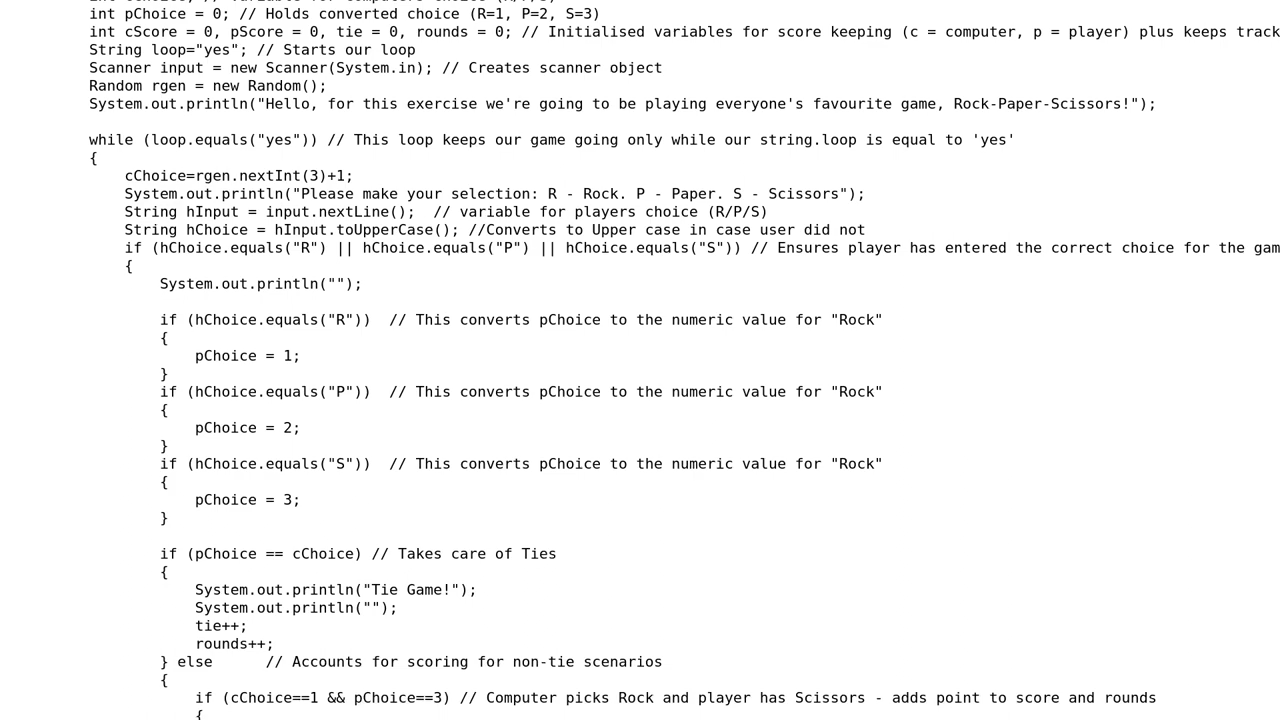 int pChoice = 0; // Holds converted choice (R=1, P=2, S=3)
int cScore = 0, pScore = 0, tie = 0, rounds = 0; // Initialised variables for score keeping (c = computer, p = player) plus keeps track
String loop="yes"; // Starts our loop
Scanner input = new Scanner(System.in); // Creates scanner object
Random rgen = new Random();
System.out.println("Hello, for this exercise we're going to be playing everyone's favourite game, Rock-Paper-Scissors!");
while (loop.equals("yes")) // This loop keeps our game going only while our string.loop is equal to 'yes'
{
cChoice=rgen.nextInt(3)+1;
System.out.println("Please make your selection: R - Rock. P - Paper. S - Scissors");
String hInput = input.nextLine();  // variable for players choice (R/P/S)
String hChoice = hInput.toUpperCase(); //Converts to Upper case in case user did not
if (hChoice.equals("R") || hChoice.equals("P") || hChoice.equals("S")) // Ensures player has entered the correct choice for the gam
{
System.out.println("");
if (hChoice.equals("R"))  // This converts pChoice to the numeric value for "Rock"
{
pChoice = 1;
}
if (hChoice.equals("P"))  // This converts pChoice to the numeric value for "Rock"
{
pChoice = 2;
}
if (hChoice.equals("S"))  // This converts pChoice to the numeric value for "Rock"
{
pChoice = 3;
}
if (pChoice == cChoice) // Takes care of Ties
{
System.out.println("Tie Game!");
System.out.println("");
tie++;
rounds++;
} else      // Accounts for scoring for non-tie scenarios
{
if (cChoice==1 && pChoice==3) // Computer picks Rock and player has Scissors - adds point to score and rounds
{